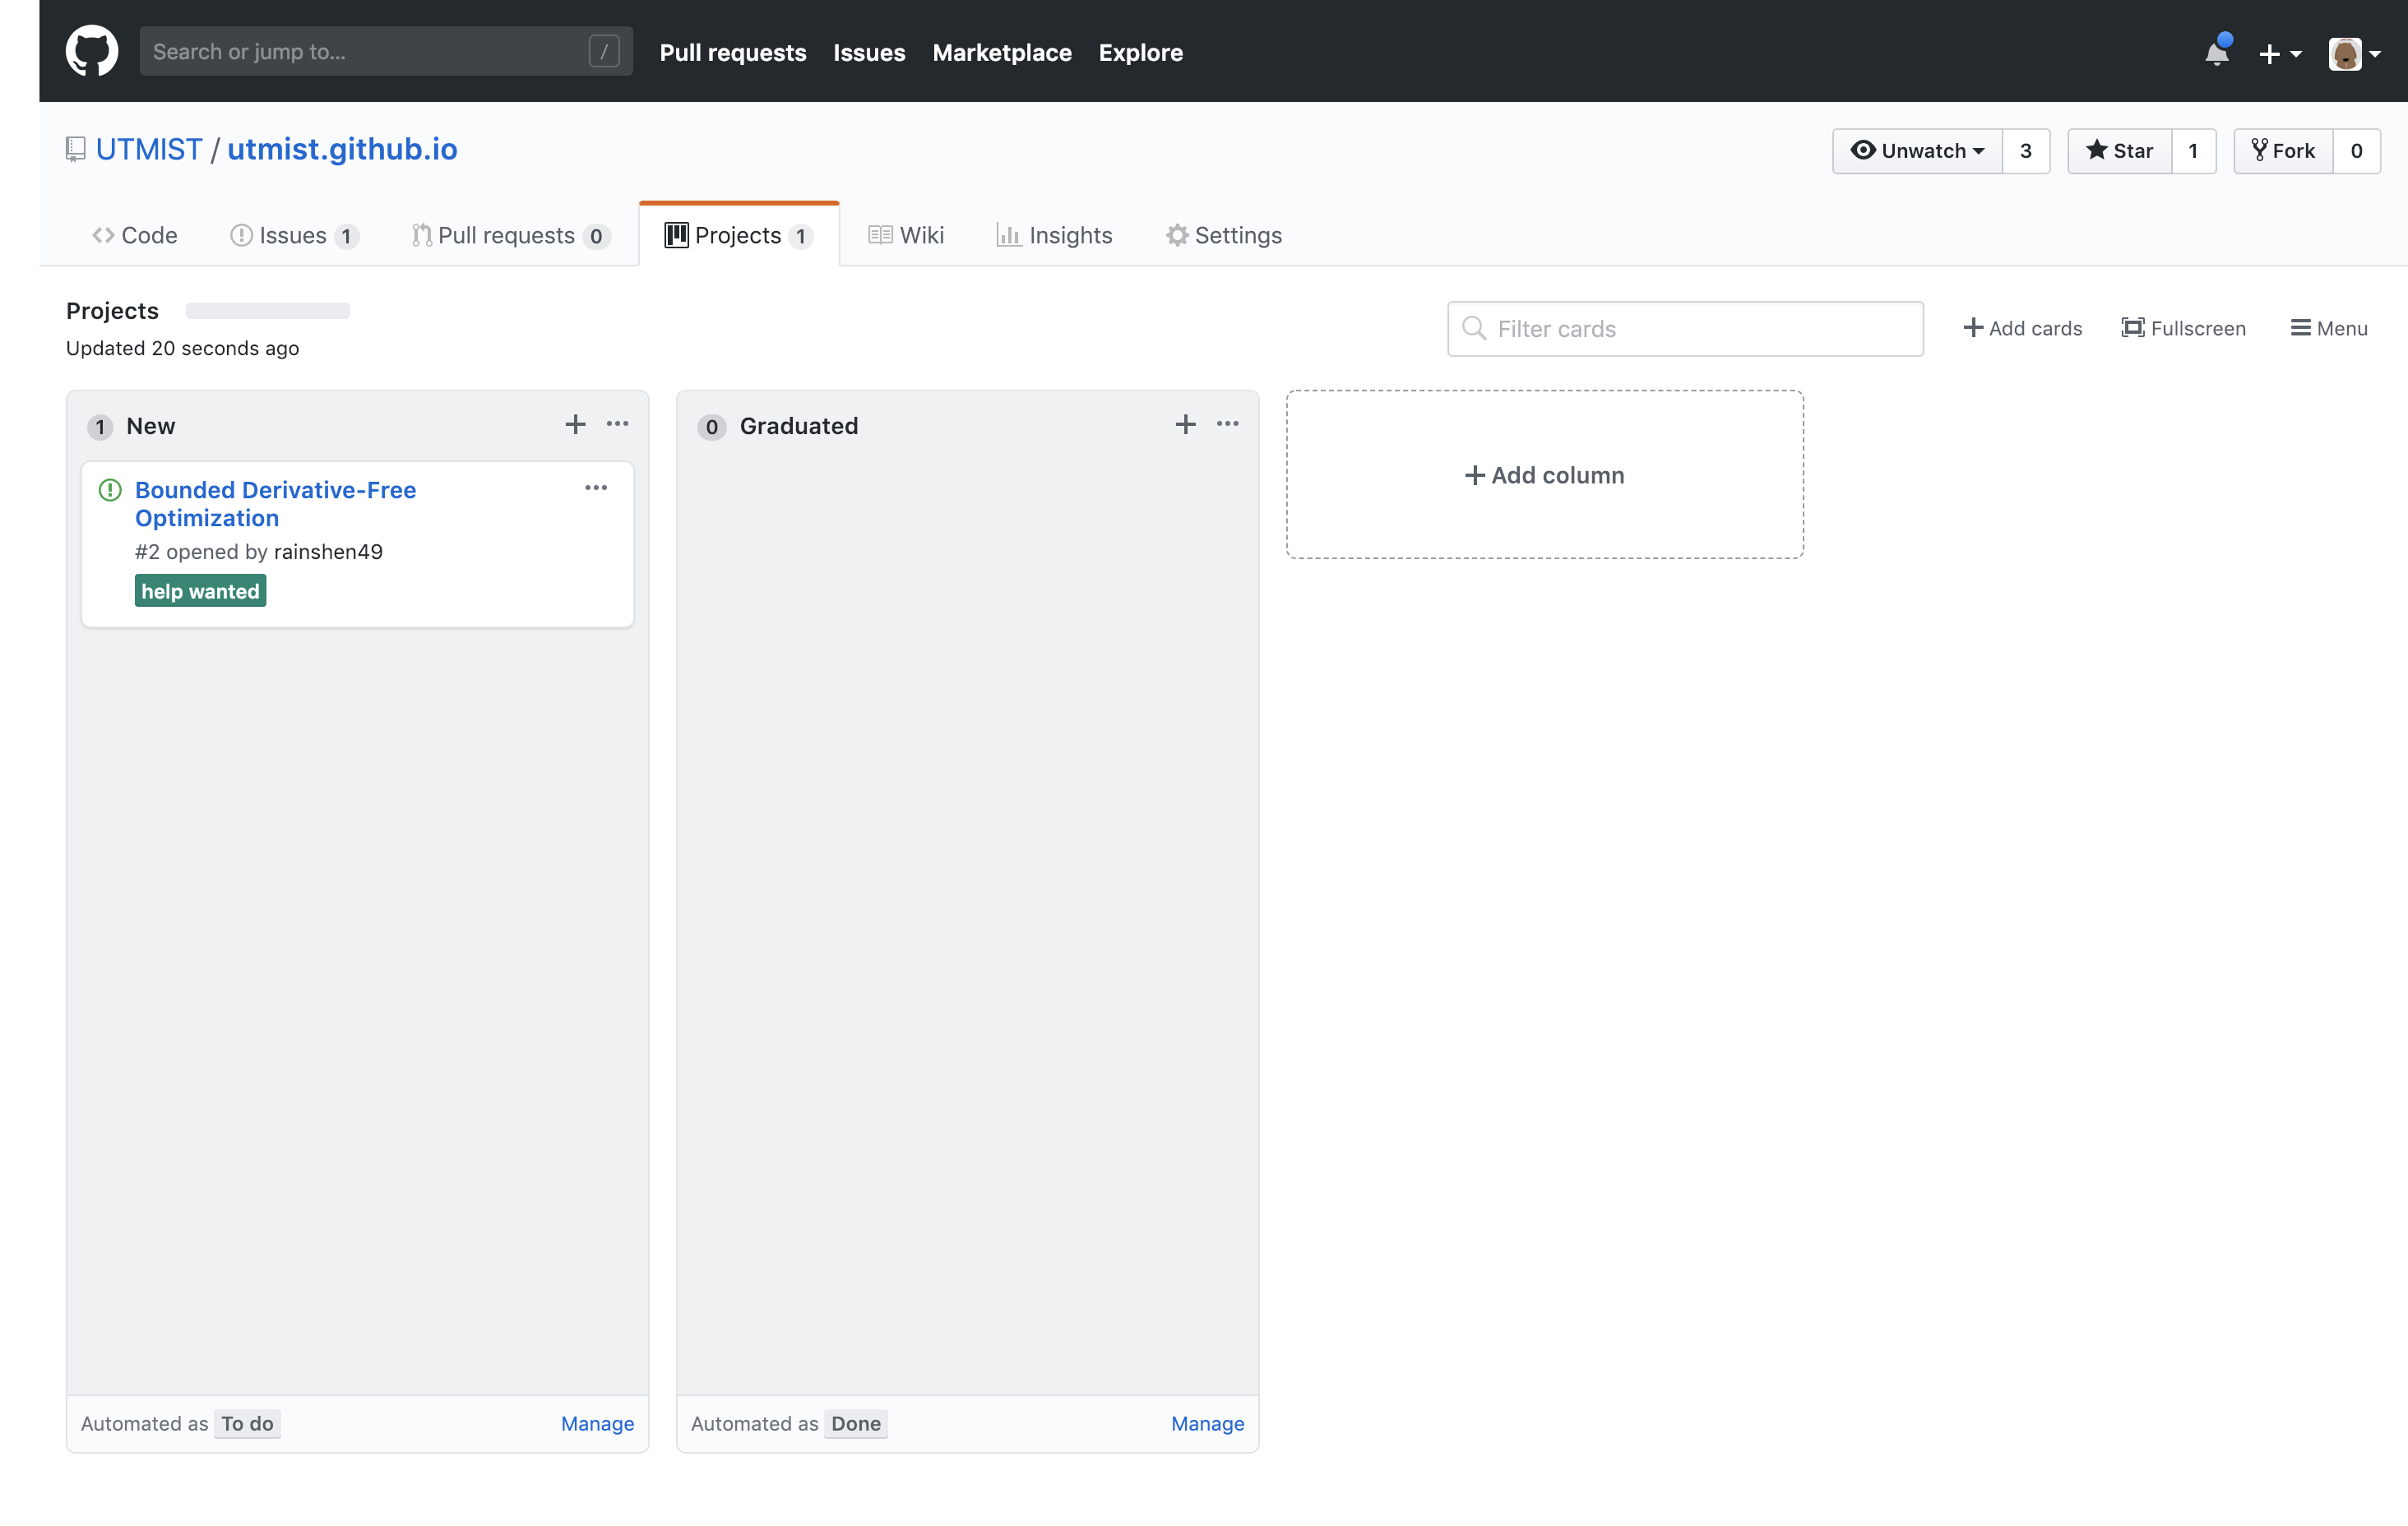 Search or jump to... / Pull requests Issues Marketplace Explore
UTMIST / utmist.github.io Unwatch 3 Star 1 Fork 0
Code Issues 1 Pull requests 0 Projects 1 Wiki Insights Settings
Projects
Updated 20 seconds ago
Filter cards Add cards Fullscreen Menu
1 New
Bounded Derivative-Free
Optimization
#2 opened by rainshen49
help wanted
Automated as To do Manage
0 Graduated
Automated as Done Manage
Add column